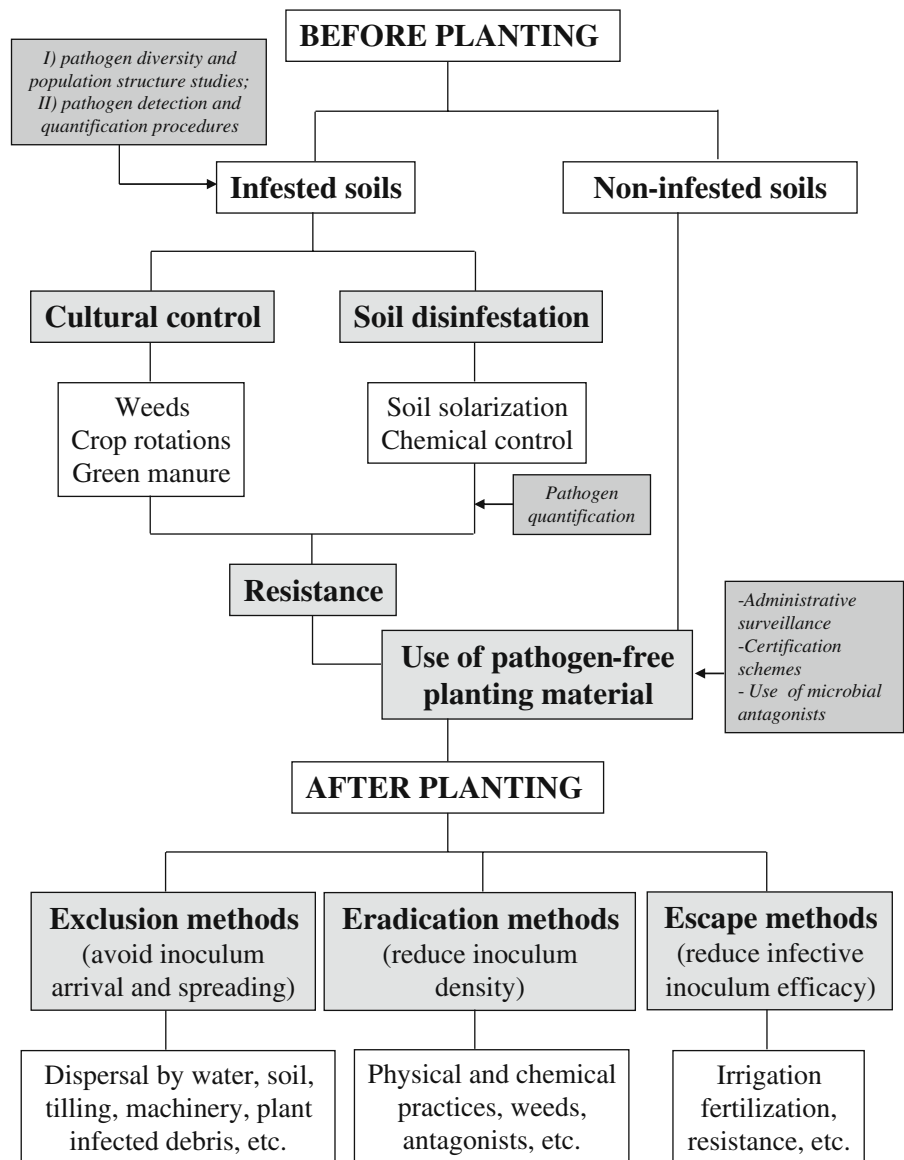 BEFORE PLANTING
I) pathogen diversity and
population structure studies;
II) pathogen detection and
quantification procedures
Infested soils
Non-infested soils
Cultural control
Soil disinfestation
Weeds
Crop rotations
Green manure
Soil solarization
Chemical control
Pathogen
quantification
Resistance
Use of pathogen-free
planting material
-Administrative
surveillance
-Certification
schemes
- Use of microbial
antagonists
AFTER PLANTING
Exclusion methods
(avoid inoculum
arrival and spreading)
Eradication methods
(reduce inoculum
density)
Escape methods
(reduce infective
inoculum efficacy)
Dispersal by water, soil,
tilling, machinery, plant
infected debris, etc.
Physical and chemical
practices, weeds,
antagonists, etc.
Irrigation
fertilization,
resistance, etc.